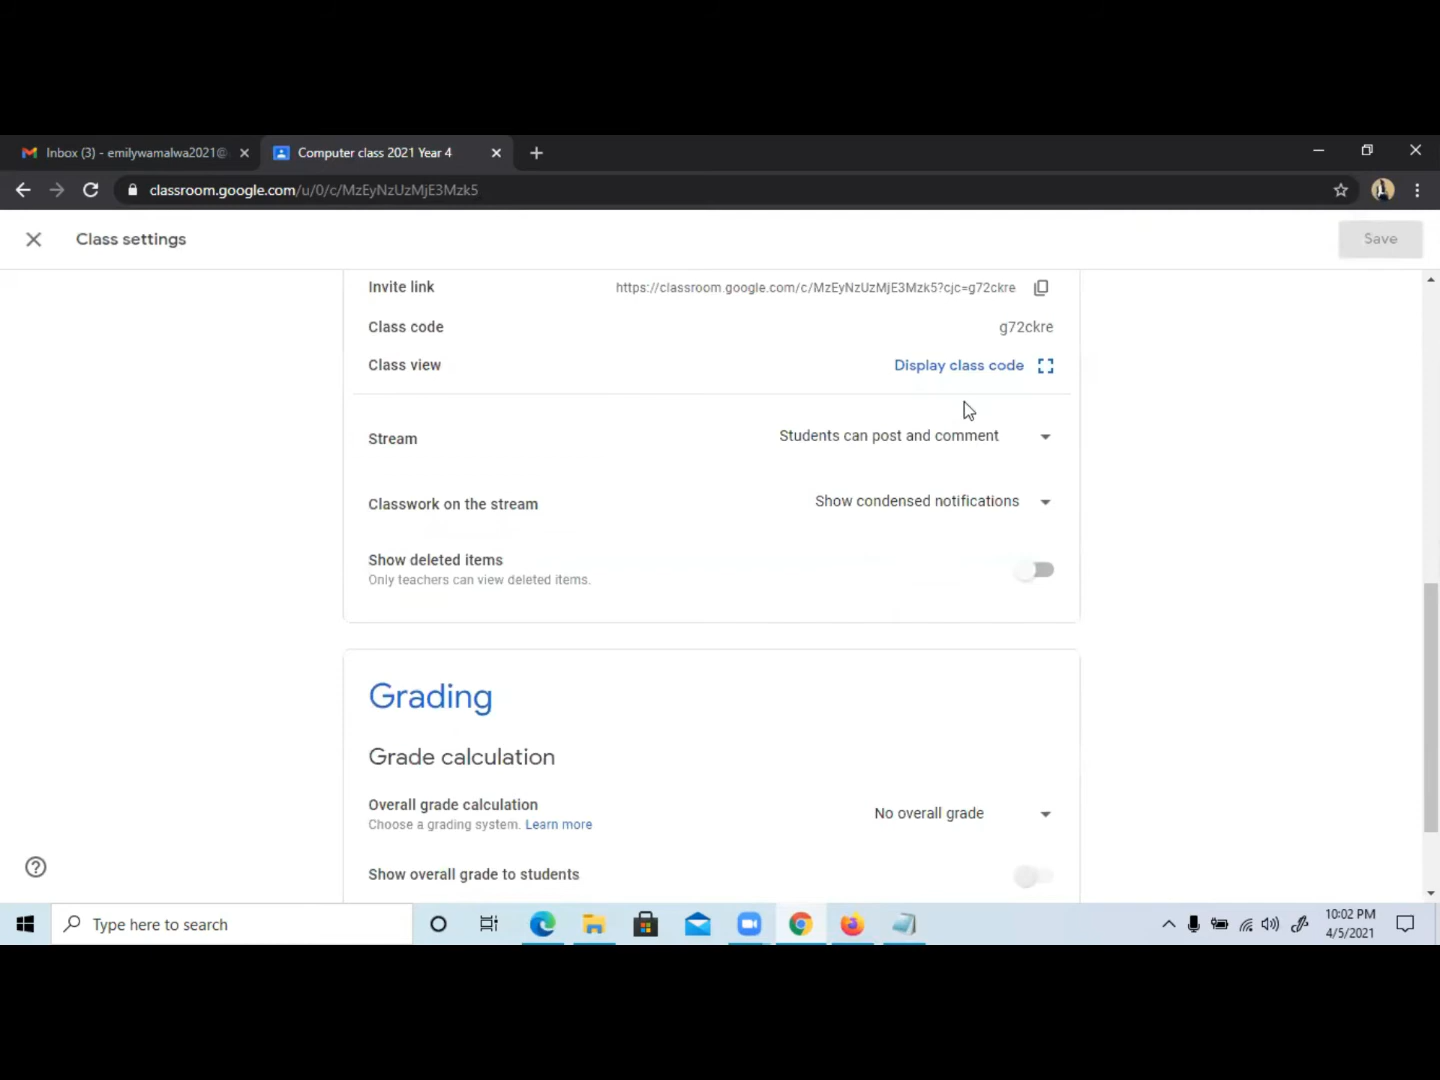 Inbox (3) - emilywamalwa2021@
Computer class 2021 Year 4
classroom.google.com/u/0/c/MzEyNzUzMjE3Mzk5
Class settings
Save
Invite link
https://classroom.google.com/c/MzEyNzUzMjE3Mzk5?cjc=g72ckre
Class code
g72ckre
Class view
Display class code
Stream
Students can post and comment
Classwork on the stream
Show condensed notifications
Show deleted items
Only teachers can view deleted items.
Grading
Grade calculation
Overall grade calculation
Choose a grading system. Learn more
No overall grade
Show overall grade to students
Type here to search
10:02 PM
4/5/2021